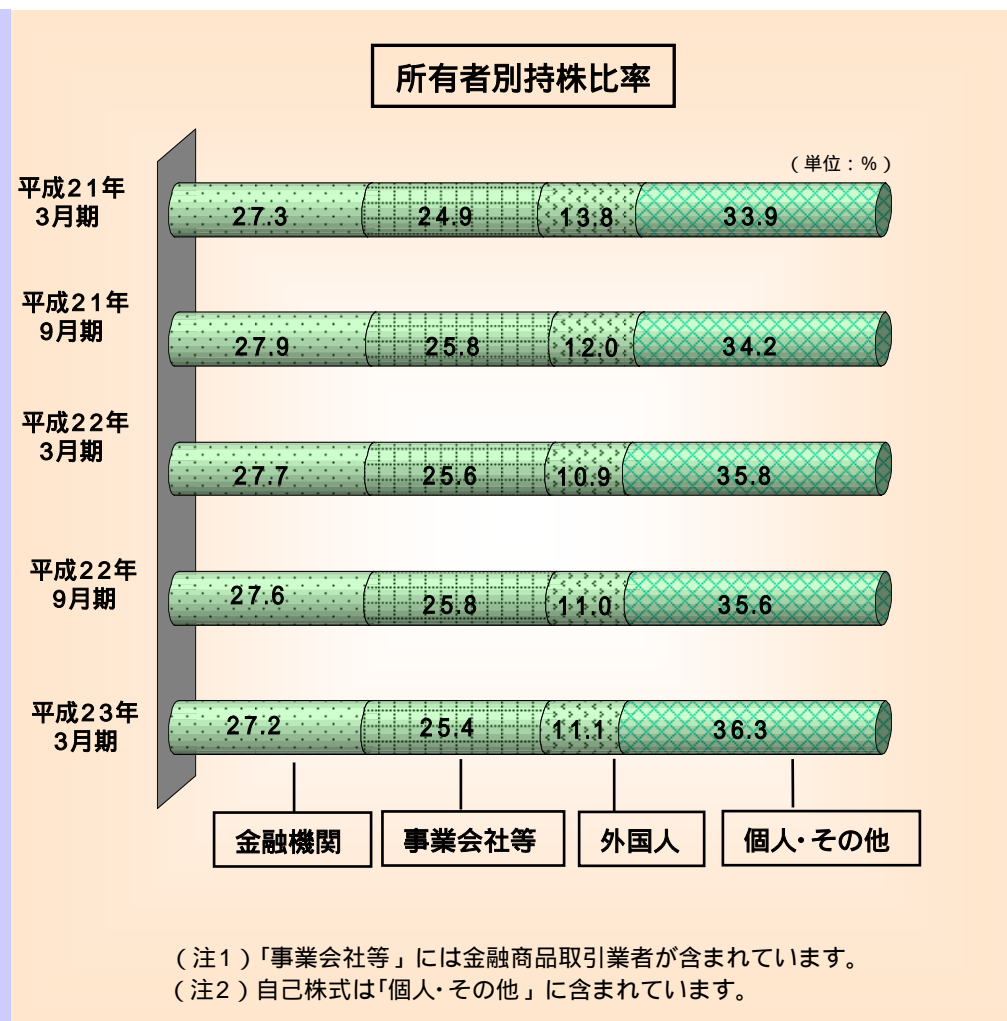 所有者別持株比率
（単位：％）
平成21年
3月期
27.3 24.9 13.8 33.9
平成21年
9月期
27.9 25.8 12.0 34.2
平成22年
3月期
27.7 25.6 10.9 35.8
平成22年
9月期
27.6 25.8 11.0 35.6
平成23年
3月期
27.2 25.4 11.1 36.3
金融機関 事業会社等 外国人 個人・その他
（注1）「事業会社等」には金融商品取引業者が含まれています。
（注2）自己株式は「個人・その他」に含まれています。